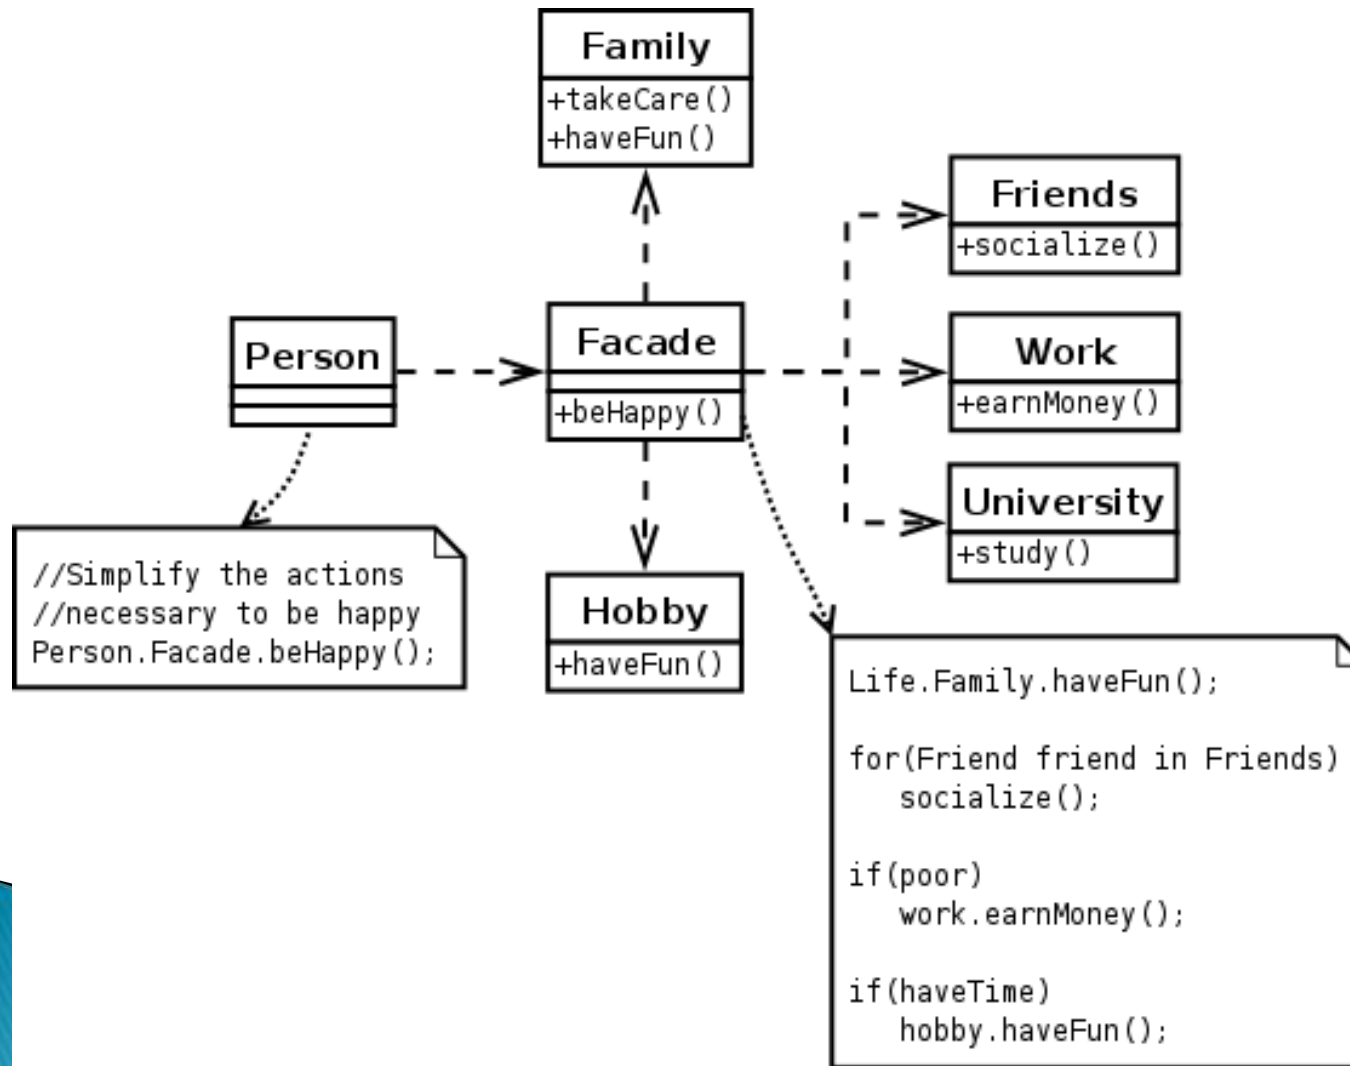 Family
+takeCare()
+haveFun()
Friends
+socialize()
Person
Facade
+beHappy()
Work
+earnMoney()
University
+study()
//Simplify the actions
//necessary to be happy
Person.Facade.beHappy();
Hobby
+haveFun()
Life.Family.haveFun();
for(Friend friend in Friends)
socialize();
if(poor)
work.earnMoney();
if(haveTime)
hobby.haveFun();